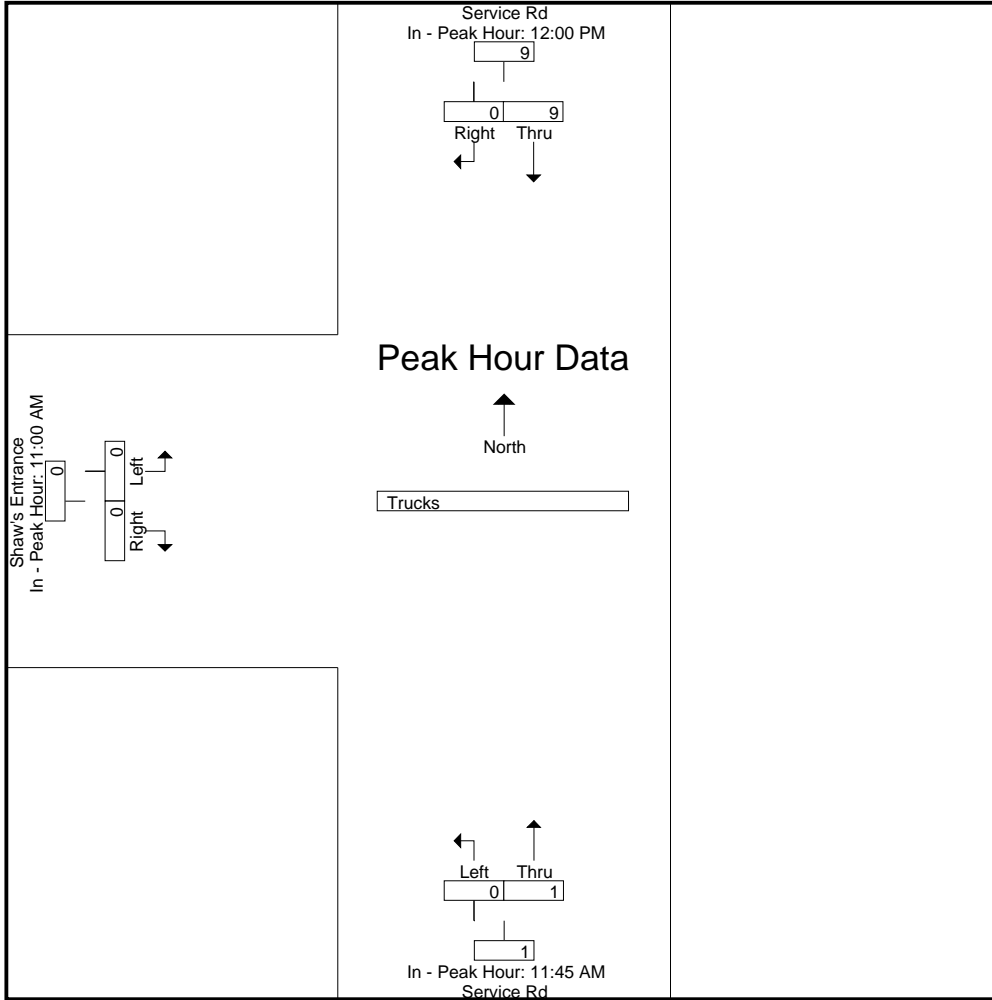 Service Rd
In - Peak Hour: 12:00 PM
9
0 9
Right Thru
Peak Hour Data
North
Trucks
Shaw's Entrance
In - Peak Hour: 11:00 AM
0
0 0
Right Left
Left Thru
0 1
1
In - Peak Hour: 11:45 AM
Service Rd